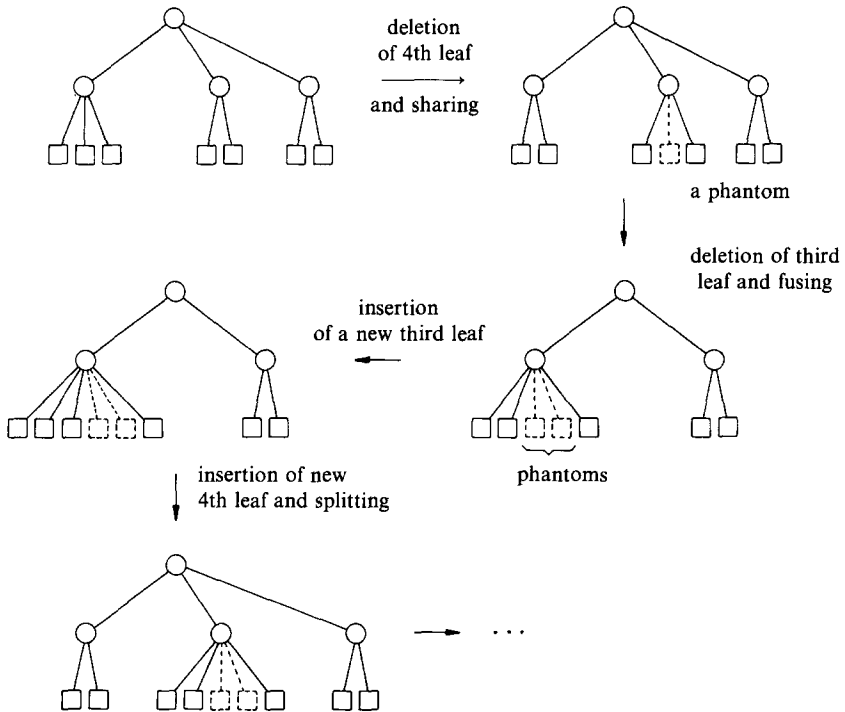 deletion
of 4th leaf
and sharing
a phantom
deletion of third
leaf and fusing
insertion
of a new third leaf
phantoms
insertion of new
4th leaf and splitting
. . .